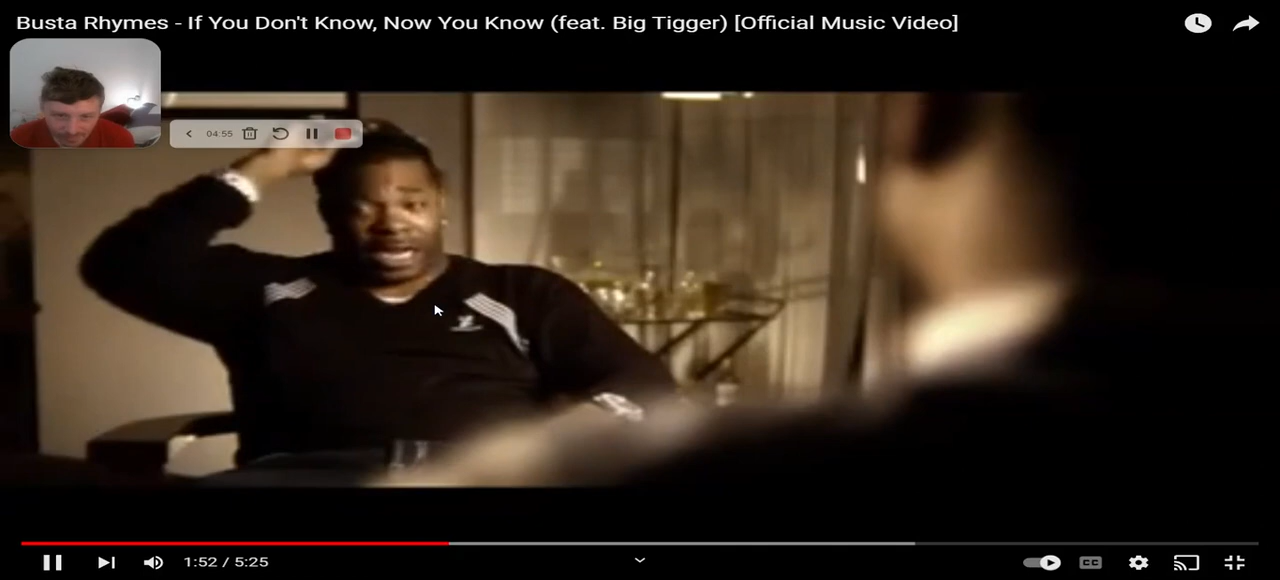 Busta Rhymes - If You Don't Know, Now You Know (feat. Big Tigger) [Official Music Video]
04:55
1:52 / 5:25
CC